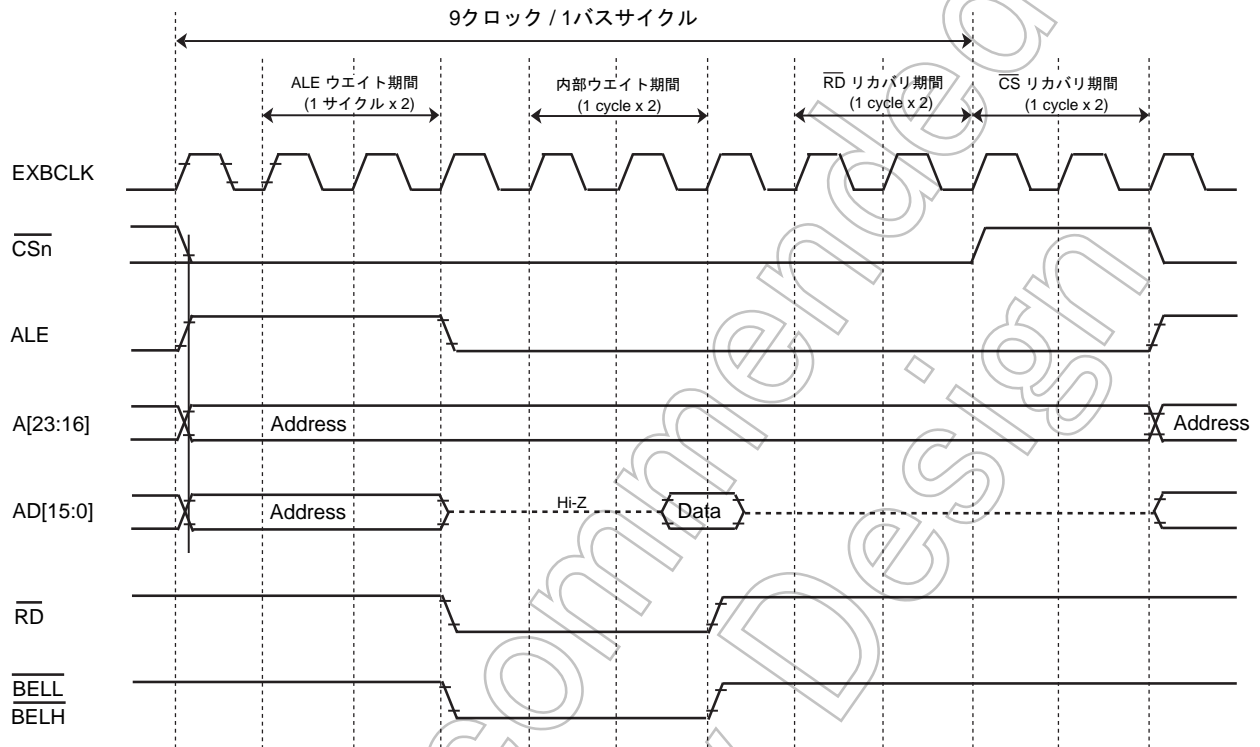 9クロック / 1バスサイクル
ALE ウエイト期間
(1 サイクル x 2)
内部ウエイト期間
(1 cycle x 2)
RD リカバリ期間
(1 cycle x 2)
CS リカバリ期間
(1 cycle x 2)
EXBCLK
CSn
ALE
A[23:16]
Address
Address
AD[15:0]
Address
Hi-Z
Data
RD
BELL
BELH
ommended
Design